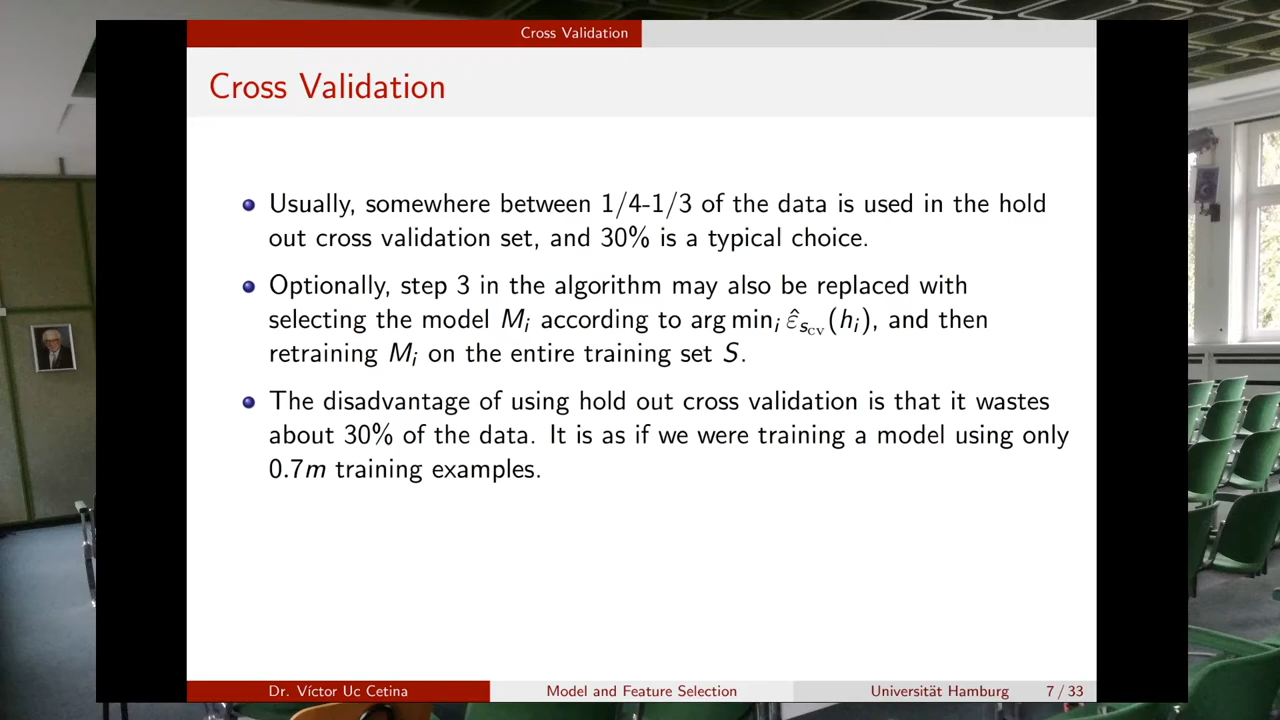 Cross Validation
Cross Validation
Usually, somewhere between 1/4-1/3 of the data is used in the hold
out cross validation set, and 30% is a typical choice.
Optionally, step 3 in the algorithm may also be replaced with
selecting the model Mᵢ according to arg minᵢ ε̂_{s_cv}(hᵢ), and then
retraining Mᵢ on the entire training set S.
The disadvantage of using hold out cross validation is that it wastes
about 30% of the data. It is as if we were training a model using only
0.7m training examples.
Dr. Víctor Uc Cetina Model and Feature Selection Universität Hamburg 7 / 33